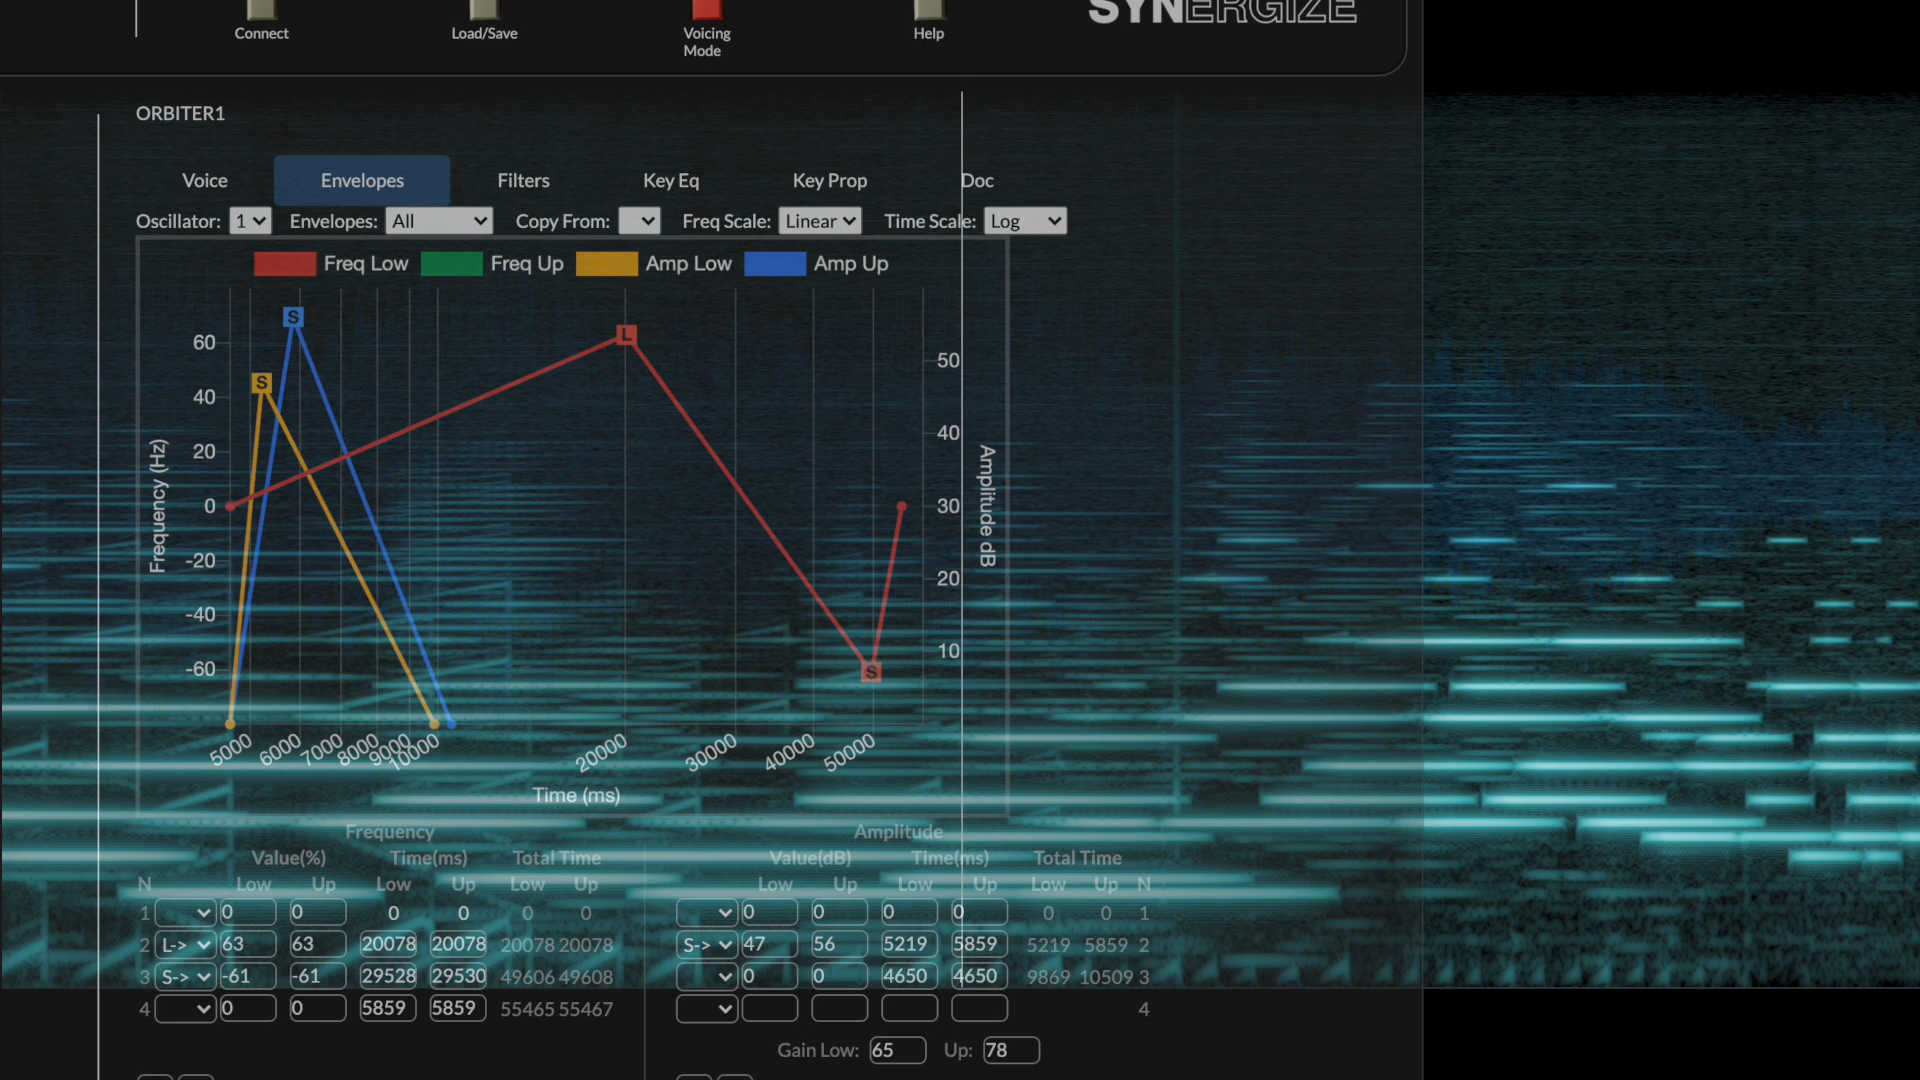 SYNERGIZE
Connect Load/Save Voicing Mode Help
ORBITER1
Voice Envelopes Filters Key Eq Key Prop Doc
Oscillator: 1 Envelopes: All Copy From: Freq Scale: Linear Time Scale: Log
Freq Low Freq Up Amp Low Amp Up
S
L
S
60
40
20
0
-20
-40
-60
Frequency (Hz)
50
40
30
20
10
Amplitude dB
S
5000 6000 7000 8000 9000 10000 20000 30000 40000 50000
Time (ms)
Frequency Amplitude
Value(%) Time(ms) Total Time Value(dB) Time(ms) Total Time
N Low Up Low Up Low Up Low Up Low Up Low Up N
1 0 0 0 0 0 0 0 0 0 0 0 0 1
2 L-> 63 63 20078 20078 20078 20078 S-> 47 56 5219 5859 5219 5859 2
3 S-> -61 -61 29528 29530 49606 49608 0 0 4650 4650 9869 10509 3
4 0 0 5859 5859 55465 55467 4
Gain Low: 65 Up: 78